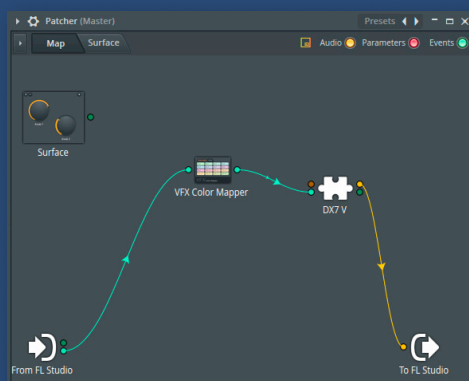 Patcher (Master)
Presets
Map
Surface
Audio
Parameters
Events
Surface
VFX Color Mapper
DX7 V
From FL Studio
To FL Studio